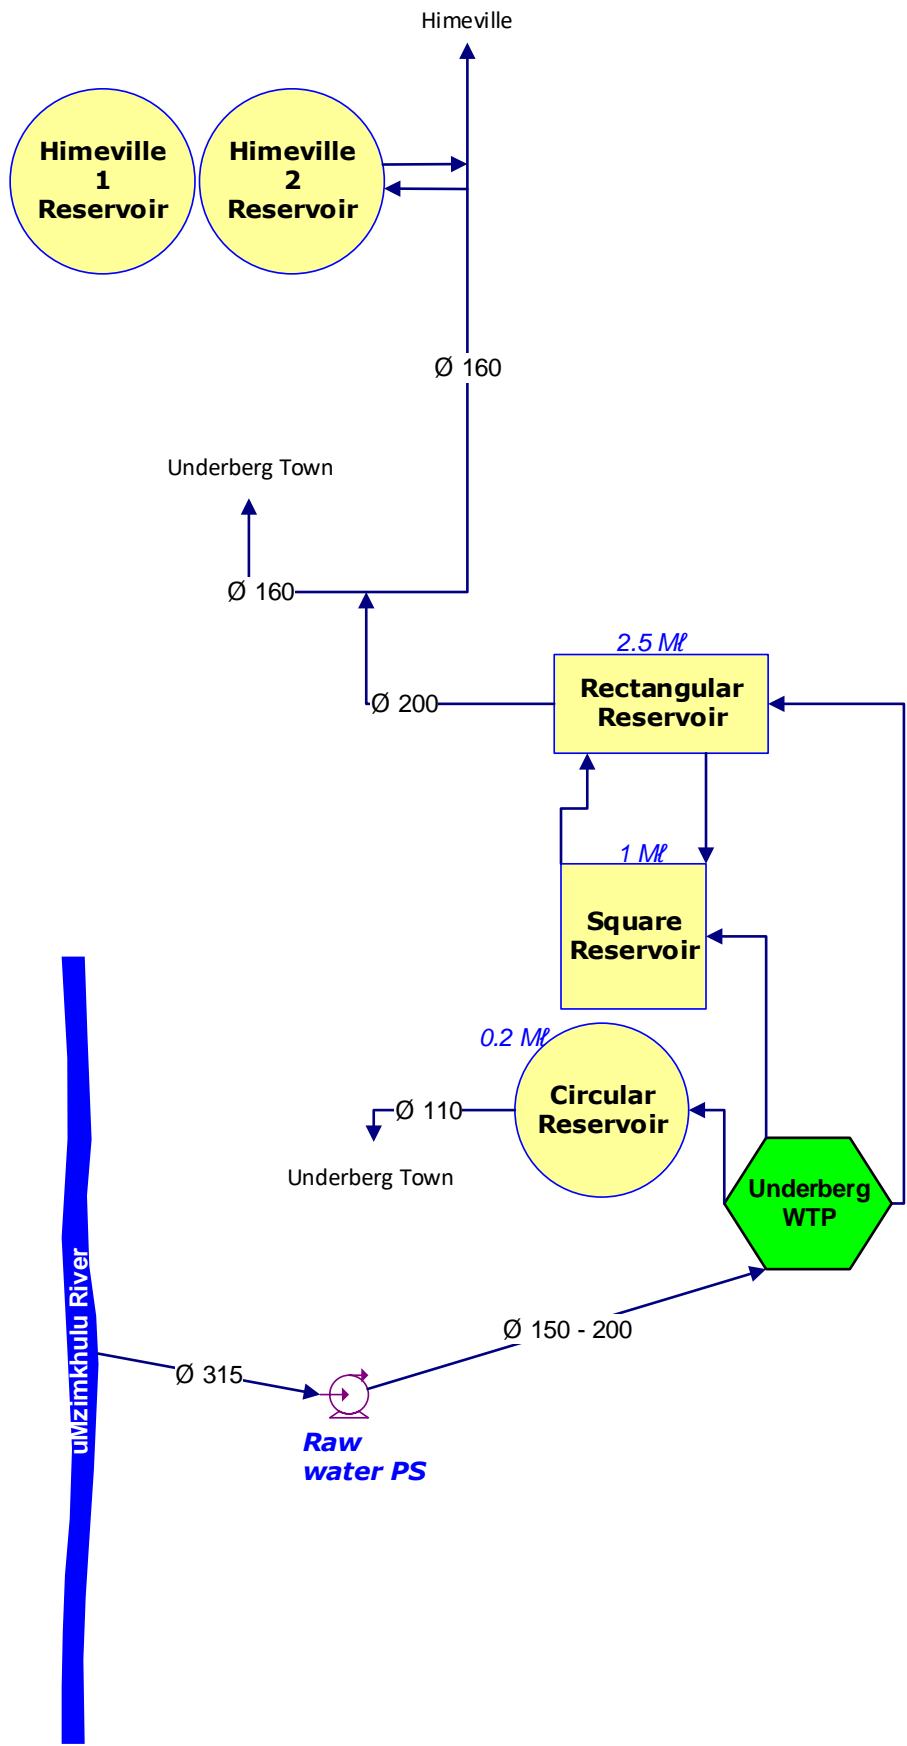 Himeville
Himeville
1
Reservoir
Himeville
2
Reservoir
Ø 160
Underberg Town
Ø 160
2.5 Mℓ
Rectangular
Reservoir
Ø 200
1 Mℓ
Square
Reservoir
0.2 Mℓ
Circular
Reservoir
Ø 110
Underberg Town
Underberg
WTP
uMzimkhulu River
Ø 150 - 200
Ø 315
Raw
water PS